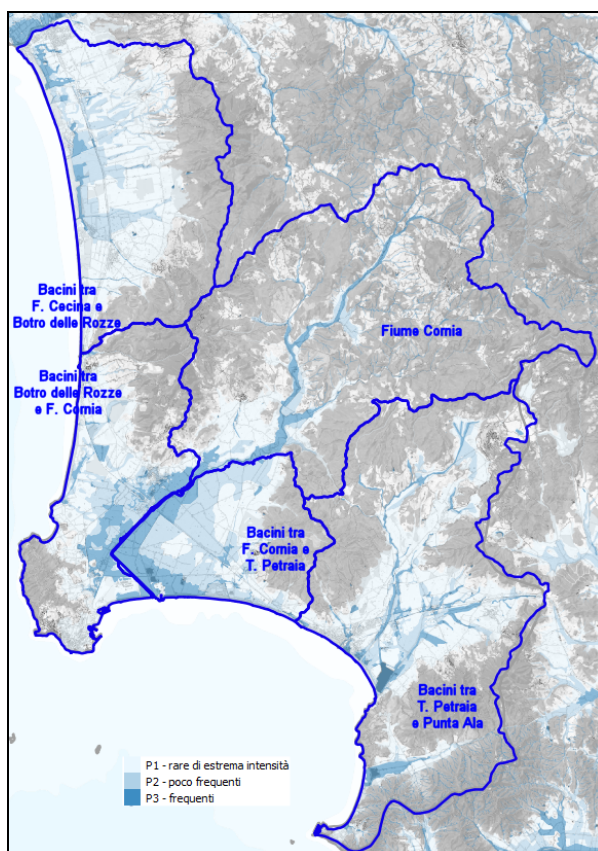 Bacini tra
F. Cecina e
Botro delle Rozze
Bacini tra
Botro delle Rozze
e F. Cornia
Fiume Cornia
Bacini tra
F. Cornia e
T. Petraia
Bacini tra
T. Petraia
e Punta Ala
P1 - rare di estrema intensità
P2 - poco frequenti
P3 - frequenti